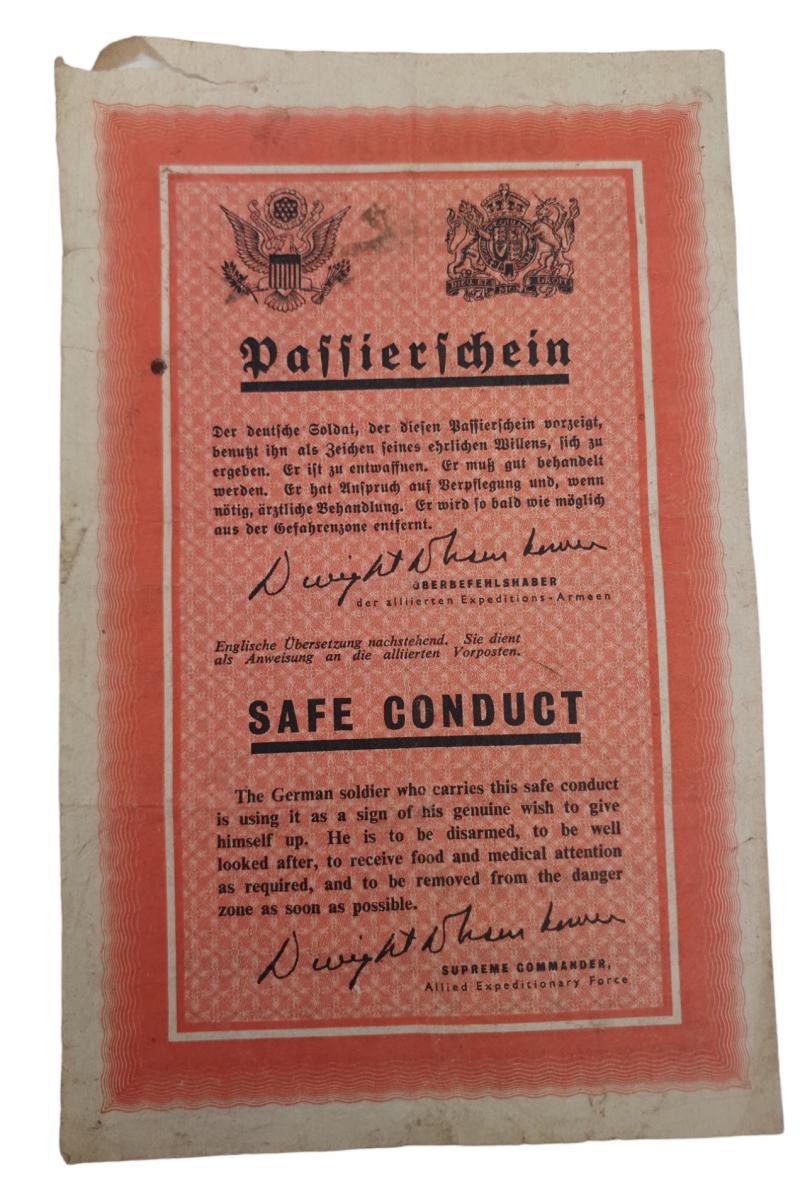 DIEU ET MON DROIT
Passierschein
Der deutsche Soldat, der diesen Passierschein vorzeigt,
benutzt ihn als Zeichen seines ehrlichen Willens, sich zu
ergeben. Er ist zu entwaffnen. Er muß gut behandelt
werden. Er hat Anspruch auf Verpflegung und, wenn
nötig, ärztliche Behandlung. Er wird so bald wie möglich
aus der Gefahrenzone entfernt.
Dwight D Eisenhower
ÜBERBEFEHLSHABER
der alliierten Expeditions-Armeen
Englische Übersetzung nachstehend. Sie dient
als Anweisung an die alliierten Vorposten.
SAFE CONDUCT
The German soldier who carries this safe conduct
is using it as a sign of his genuine wish to give
himself up. He is to be disarmed, to be well
looked after, to receive food and medical attention
as required, and to be removed from the danger
zone as soon as possible.
Dwight D Eisenhower
SUPREME COMMANDER,
Allied Expeditionary Force